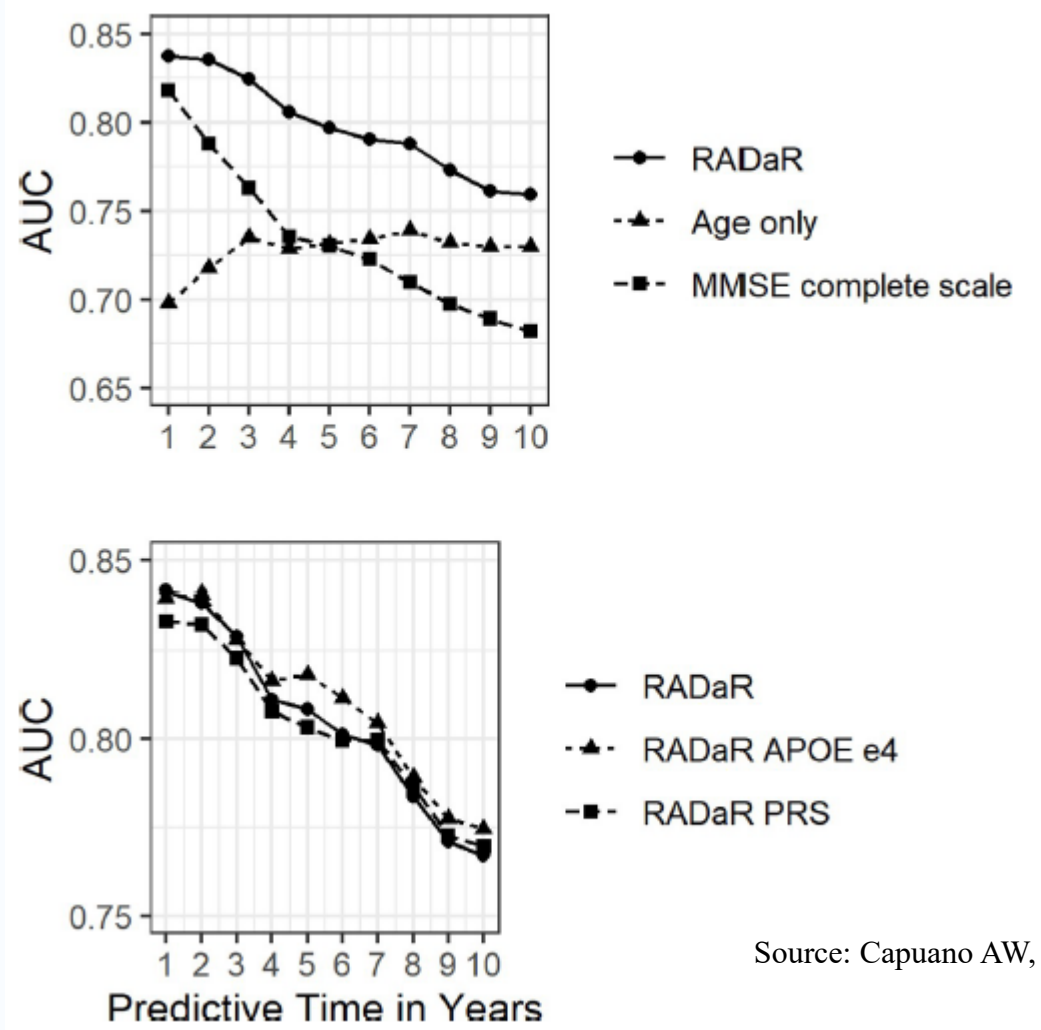 0.85
0.80
0.75
0.70
0.65
AUC
1 2 3 4 5 6 7 8 9 10
RADaR
Age only
MMSE complete scale
0.85
0.80
0.75
AUC
1 2 3 4 5 6 7 8 9 10
Predictive Time in Years
RADaR
RADaR APOE e4
RADaR PRS
Source: Capuano AW,